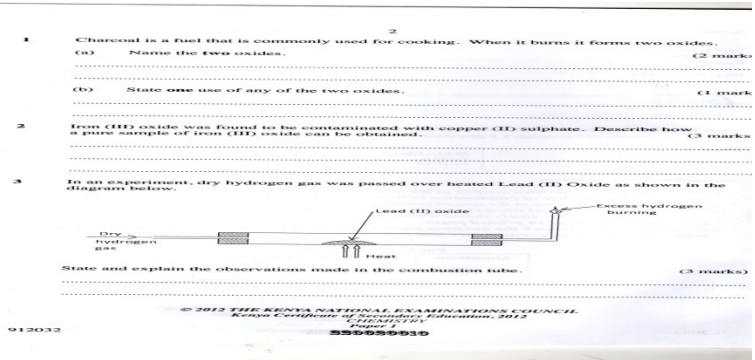 2
1 Charcoal is a fuel that is commonly used for cooking. When it burns it forms two oxides.
(a) Name the two oxides. (2 marks
(b) State one use of any of the two oxides. (1 mark
2 Iron (III) oxide was found to be contaminated with copper (II) sulphate. Describe how
a pure sample of iron (III) oxide can be obtained. (3 marks
3 In an experiment, dry hydrogen gas was passed over heated Lead (II) Oxide as shown in the
diagram below.
Excess hydrogen
burning
Lead (II) oxide
Dry
hydrogen
gas
Heat
State and explain the observations made in the combustion tube. (3 marks)
© 2012 THE KENYA NATIONAL EXAMINATIONS COUNCIL
Kenya Certificate of Secondary Education, 2012
CHEMISTRY
Paper 1
912032